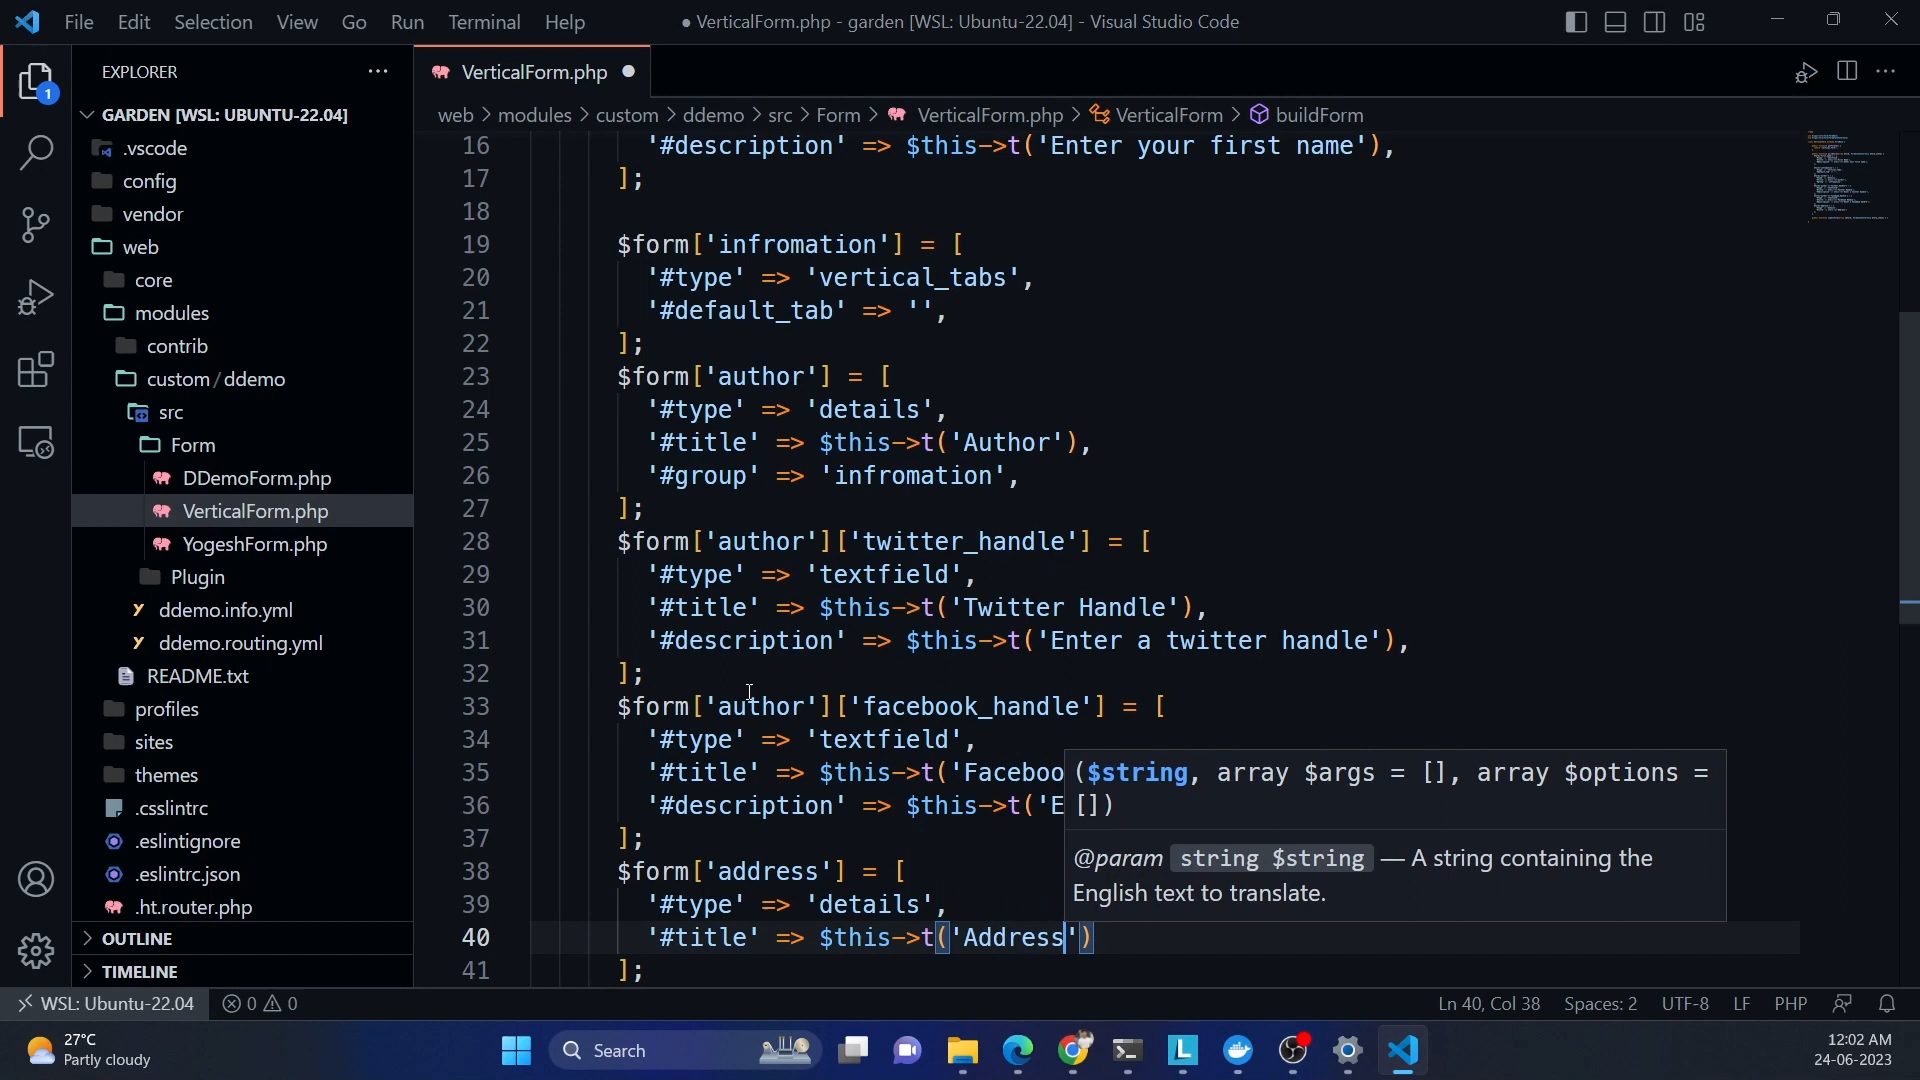 File Edit Selection View Go Run Terminal Help
● VerticalForm.php - garden [WSL: Ubuntu-22.04] - Visual Studio Code
EXPLORER
1
GARDEN [WSL: UBUNTU-22.04]
.vscode
config
vendor
web
core
modules
contrib
custom / ddemo
src
Form
DDemoForm.php
VerticalForm.php
YogeshForm.php
Plugin
ddemo.info.yml
ddemo.routing.yml
README.txt
profiles
sites
themes
.csslintrc
.eslintignore
.eslintrc.json
.ht.router.php
OUTLINE
TIMELINE
VerticalForm.php
web > modules > custom > ddemo > src > Form > VerticalForm.php > VerticalForm > buildForm
16 '#description' => $this->t('Enter your first name'),
17 ];
18
19 $form['infromation'] = [
20 '#type' => 'vertical_tabs',
21 '#default_tab' => '',
22 ];
23 $form['author'] = [
24 '#type' => 'details',
25 '#title' => $this->t('Author'),
26 '#group' => 'infromation',
27 ];
28 $form['author']['twitter_handle'] = [
29 '#type' => 'textfield',
30 '#title' => $this->t('Twitter Handle'),
31 '#description' => $this->t('Enter a twitter handle'),
32 ];
33 $form['author']['facebook_handle'] = [
34 '#type' => 'textfield',
35 '#title' => $this->t('Faceboo
36 '#description' => $this->t('E
37 ];
38 $form['address'] = [
39 '#type' => 'details',
40 '#title' => $this->t('Address')
41 ];
($string, array $args = [], array $options =
[])
@param string $string — A string containing the
English text to translate.
WSL: Ubuntu-22.04 0 0 Ln 40, Col 38 Spaces: 2 UTF-8 LF PHP
27°C
Partly cloudy
Search
L
12:02 AM
24-06-2023